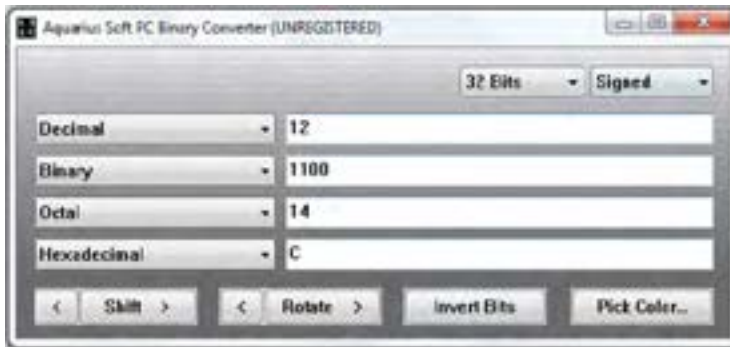 Aquarius Soft PC Binary Converter (UNREGISTERED)
32 Bits Signed
Decimal 12
Binary 1100
Octal 14
Hexadecimal C
< Shift > < Rotate > Invert Bits Pick Color...